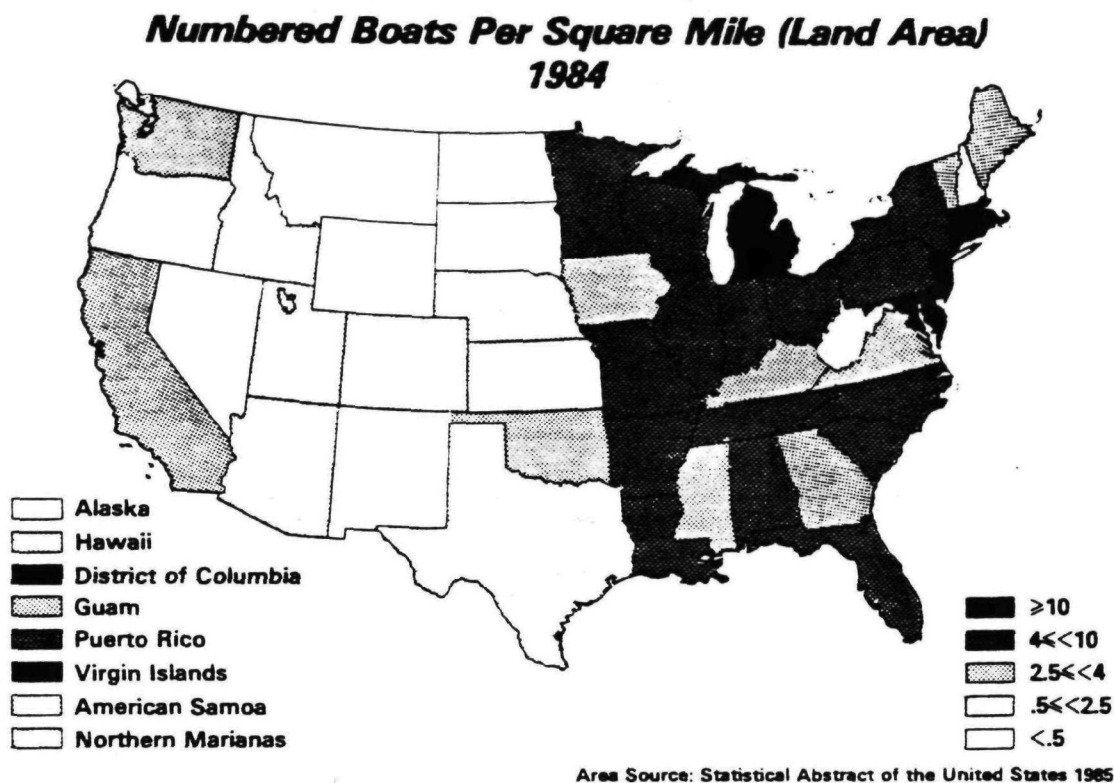 Numbered Boats Per Square Mile (Land Area)
1984
Alaska
Hawaii
District of Columbia
Guam
Puerto Rico
Virgin Islands
American Samoa
Northern Marianas
≥10
4≤<10
2.5≤<4
.5≤<2.5
<.5
Area Source: Statistical Abstract of the United States 1985